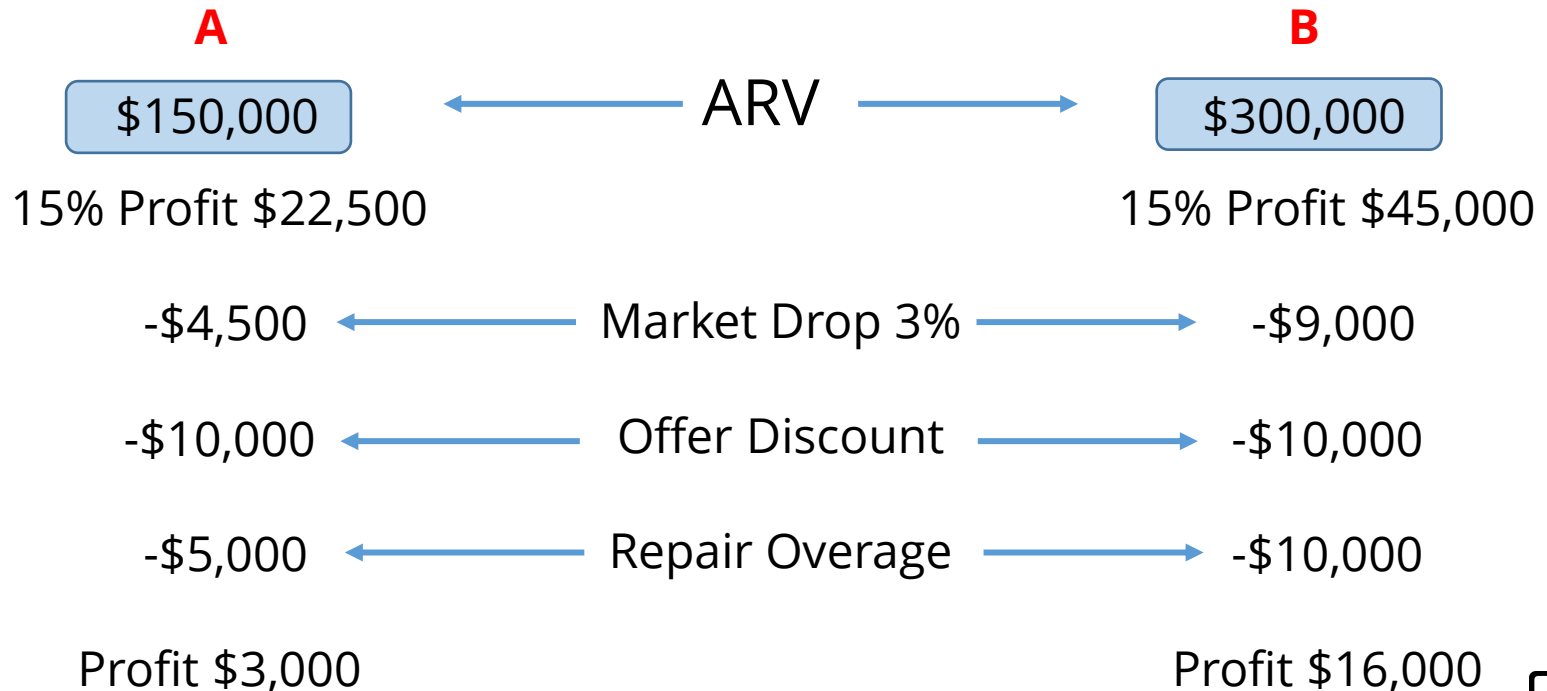 A B
$150,000 ARV $300,000
15% Profit $22,500 15% Profit $45,000
-$4,500 Market Drop 3% -$9,000
-$10,000 Offer Discount -$10,000
-$5,000 Repair Overage -$10,000
Profit $3,000 Profit $16,000